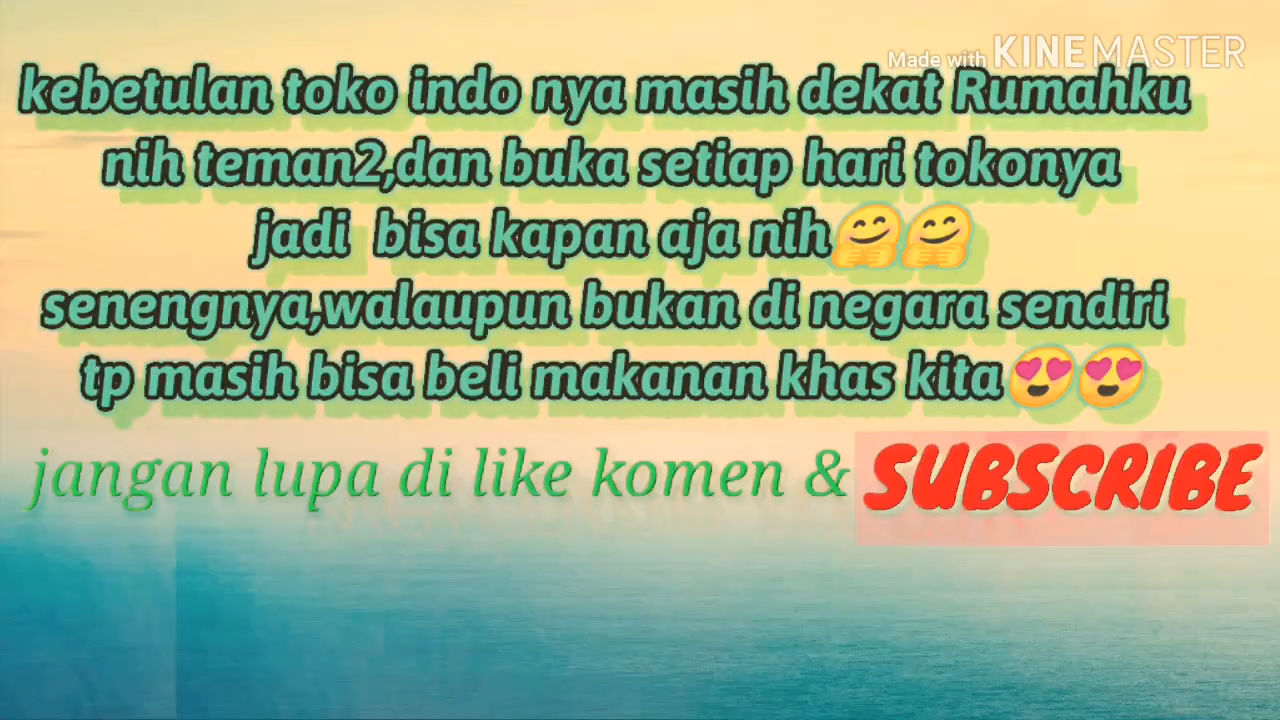 Made with KINEMASTER
kebetulan toko indo nya masih dekat Rumahku
nih teman2,dan buka setiap hari tokonya
jadi bisa kapan aja nih🤗🤗
senengnya,walaupun bukan di negara sendiri
tp masih bisa beli makanan khas kita😍😍
jangan lupa di like komen & SUBSCRIBE